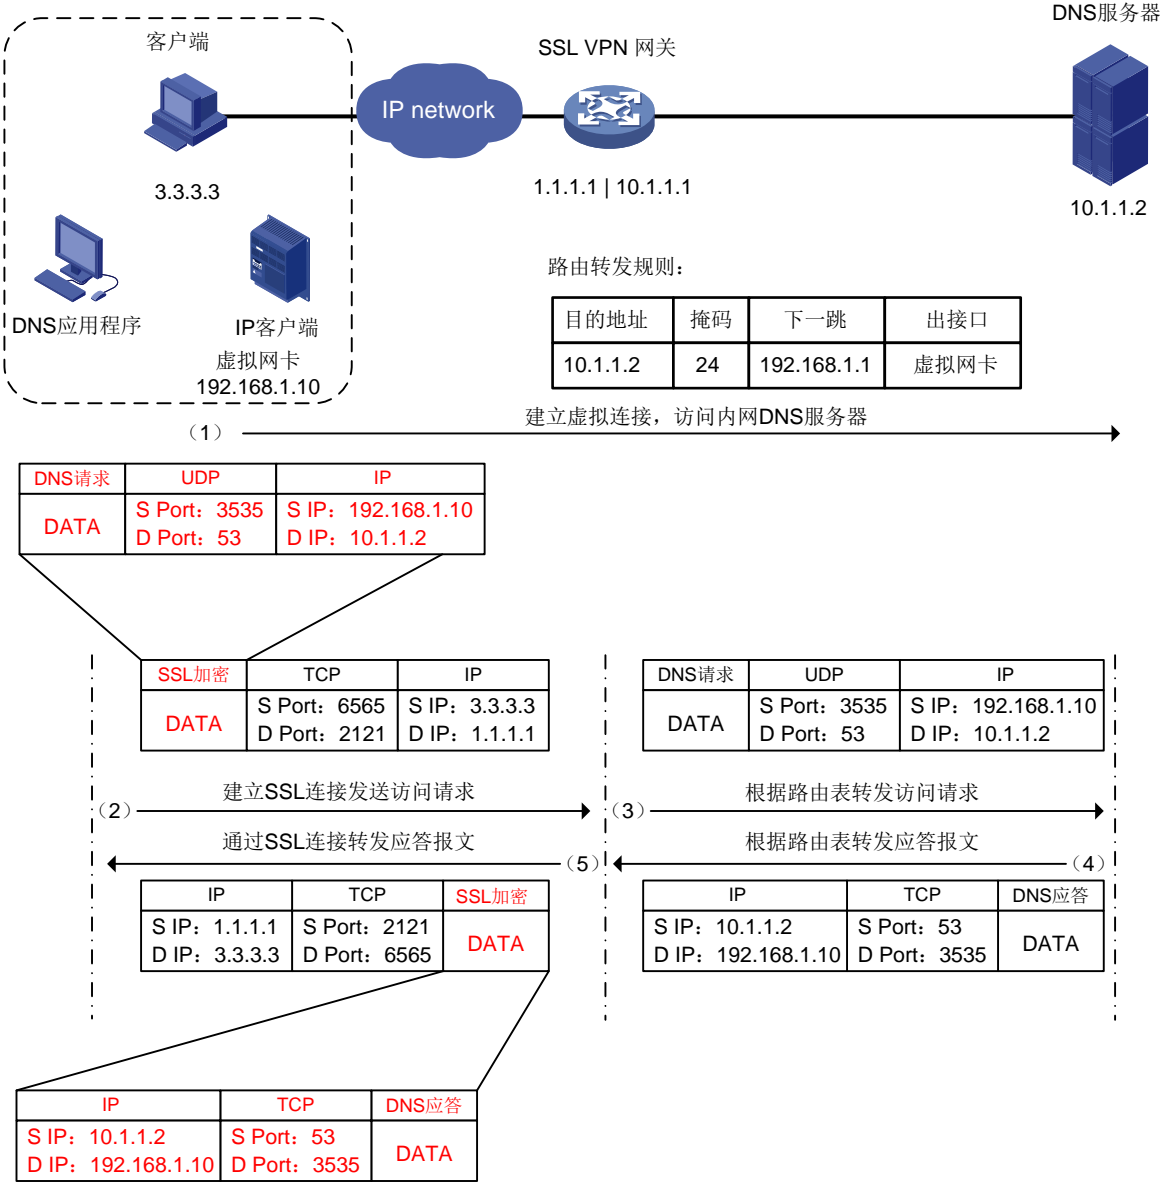 DNS服务器
客户端
SSL VPN 网关
IP network
3.3.3.3
1.1.1.1 | 10.1.1.1
10.1.1.2
DNS应用程序
IP客户端
虚拟网卡
192.168.1.10
路由转发规则：
目的地址 掩码 下一跳 出接口
10.1.1.2 24 192.168.1.1 虚拟网卡
（1）
建立虚拟连接，访问内网DNS服务器
DNS请求 UDP IP
DATA
S Port：3535 S IP：192.168.1.10
D Port：53 D IP：10.1.1.2
SSL加密 TCP IP
DATA
S Port：6565 S IP：3.3.3.3
D Port：2121 D IP：1.1.1.1
DNS请求 UDP IP
DATA
S Port：3535 S IP：192.168.1.10
D Port：53 D IP：10.1.1.2
（2）
建立SSL连接发送访问请求
（3）
根据路由表转发访问请求
通过SSL连接转发应答报文
（5）
根据路由表转发应答报文
（4）
IP TCP SSL加密
S IP：1.1.1.1 S Port：2121
D IP：3.3.3.3 D Port：6565
DATA
IP TCP DNS应答
S IP：10.1.1.2 S Port：53
D IP：192.168.1.10 D Port：3535
DATA
IP TCP DNS应答
S IP：10.1.1.2 S Port：53
D IP：192.168.1.10 D Port：3535
DATA